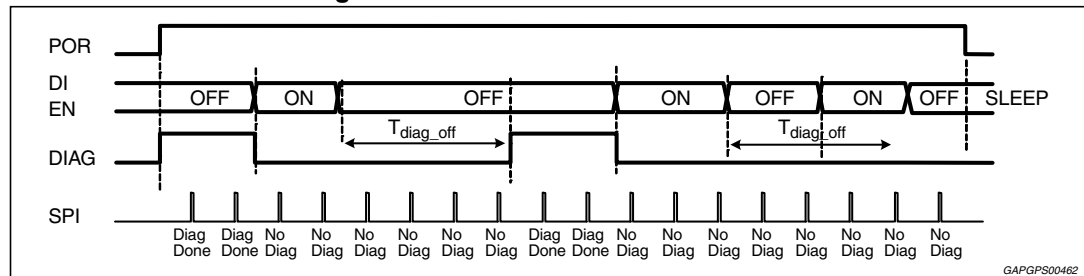 POR
DI
OFF ON OFF ON OFF ON OFF SLEEP
EN
Tdiag_off Tdiag_off
DIAG
SPI
Diag Diag No No No No No No Diag Diag No No No No No No No No
Done Done Diag Diag Diag Diag Diag Diag Done Done Diag Diag Diag Diag Diag Diag Diag Diag
GAPGPS00462